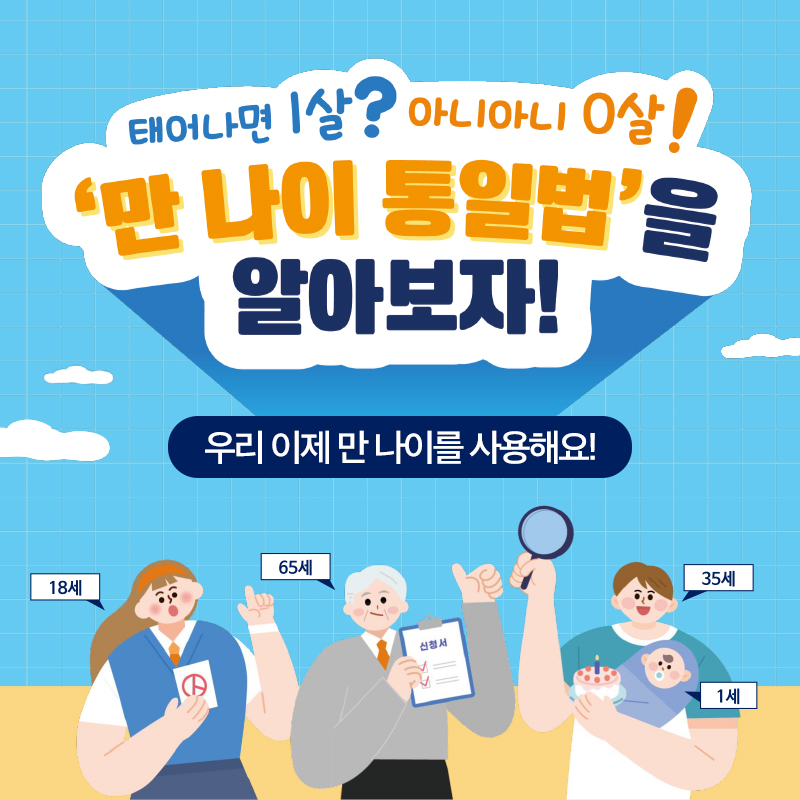 태어나면 1살? 아니아니 0살!
‘만 나이 통일법’을
알아보자!
우리 이제 만 나이를 사용해요!
18세
65세
35세
신청서
1세